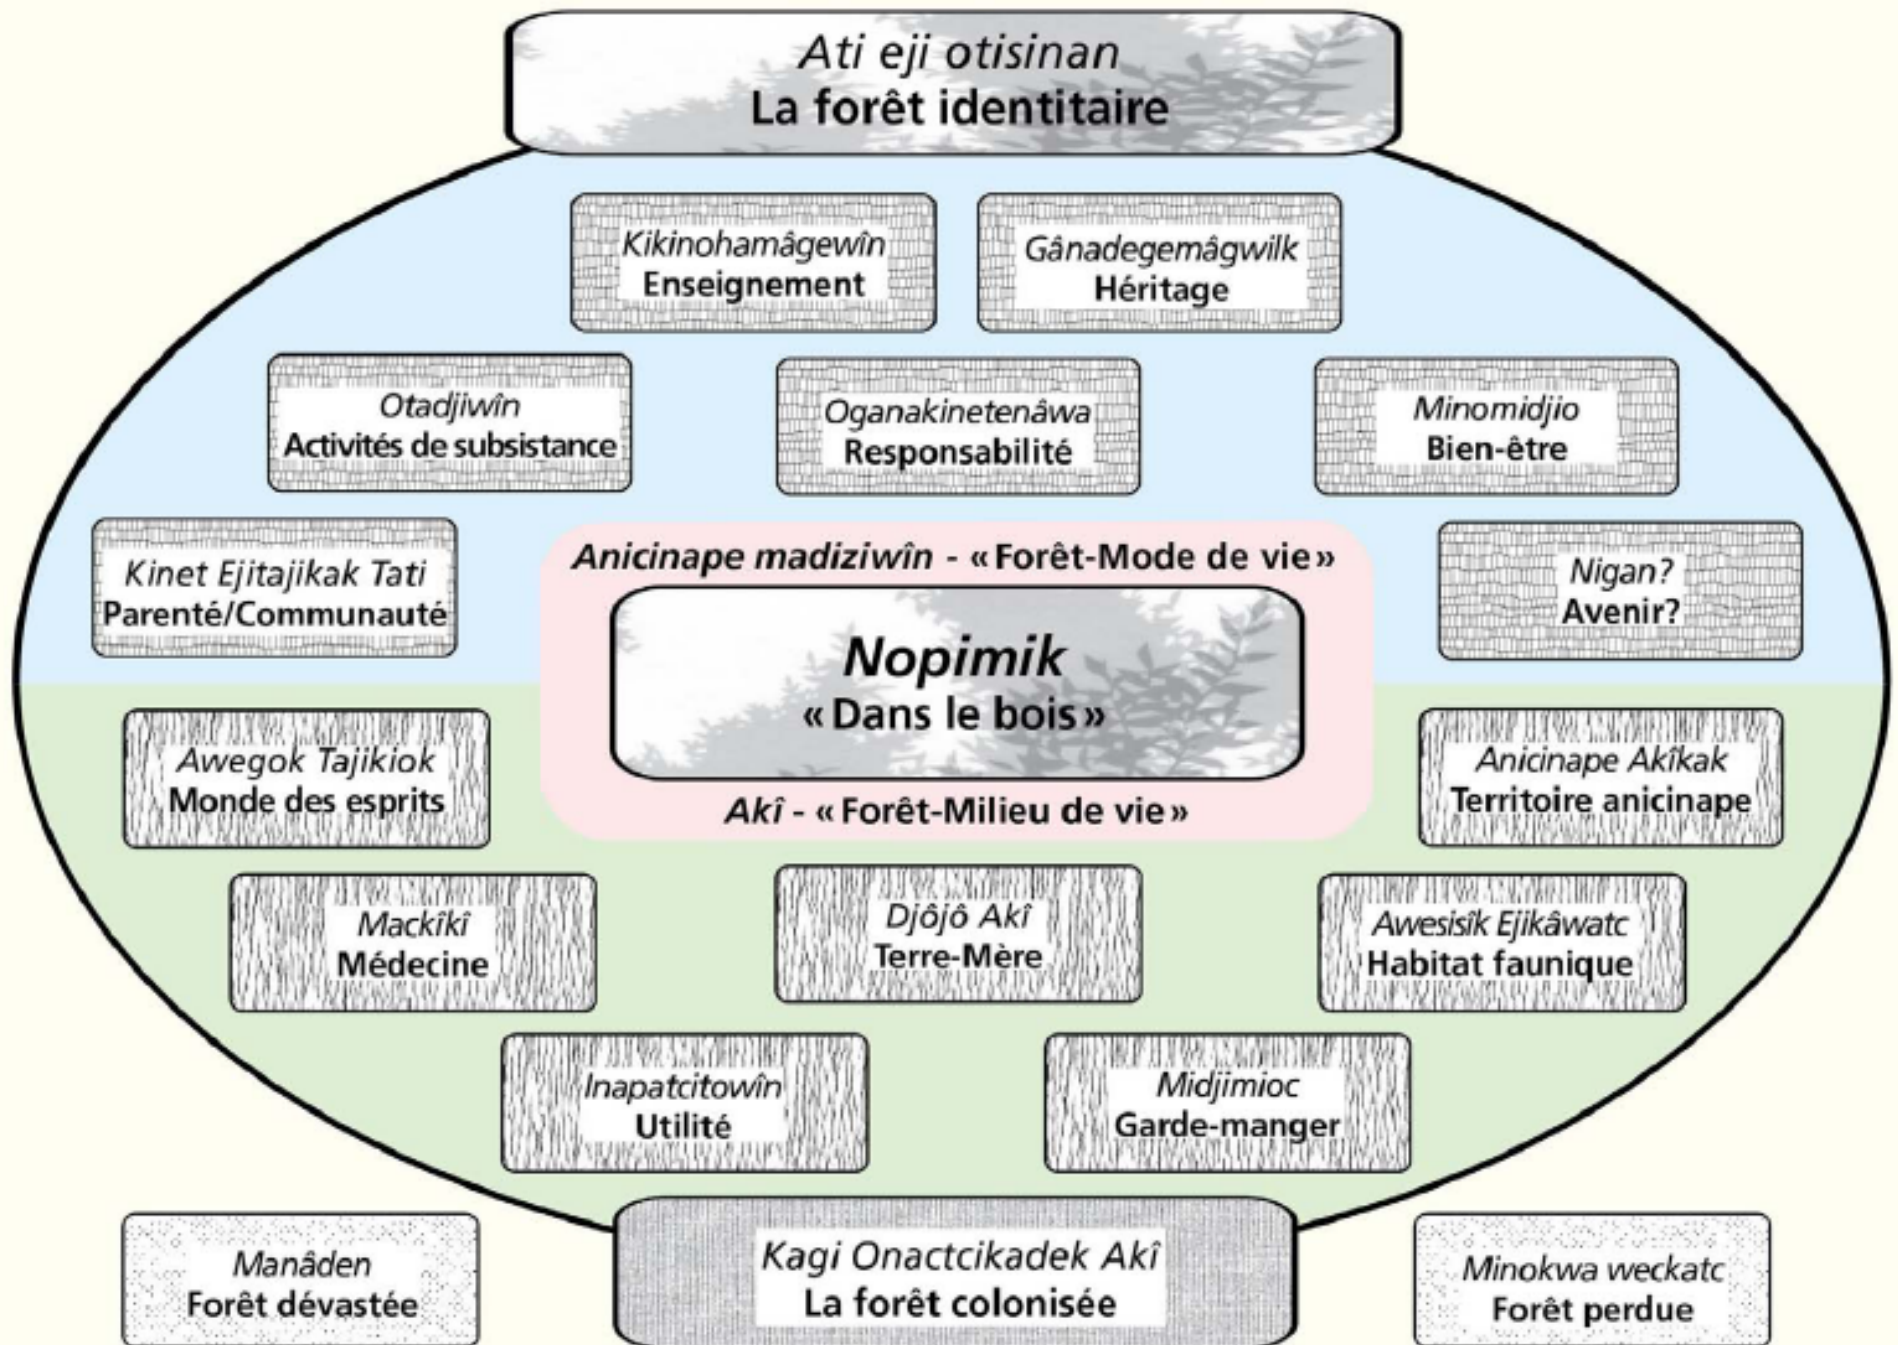 Ati eji otisinan
La forêt identitaire
Kikinohamâgewîn
Enseignement
Gânadegemâgwilk
Héritage
Otadjiwîn
Activités de subsistance
Oganakinetenâwa
Responsabilité
Minomidjio
Bien-être
Kinet Ejitajikak Tati
Parenté/Communauté
Anicinape madiziwîn - « Forêt-Mode de vie »
Nigan?
Avenir?
Nopimik
« Dans le bois »
Awegok Tajikiok
Monde des esprits
Akî - « Forêt-Milieu de vie »
Anicinape Akîkak
Territoire anicinape
Mackîkî
Médecine
Djôjô Akî
Terre-Mère
Awesisîk Ejikâwatc
Habitat faunique
Inapatcitowîn
Utilité
Midjimioc
Garde-manger
Manâden
Forêt dévastée
Kagi Onactcikadek Akî
La forêt colonisée
Minokwa weckatc
Forêt perdue